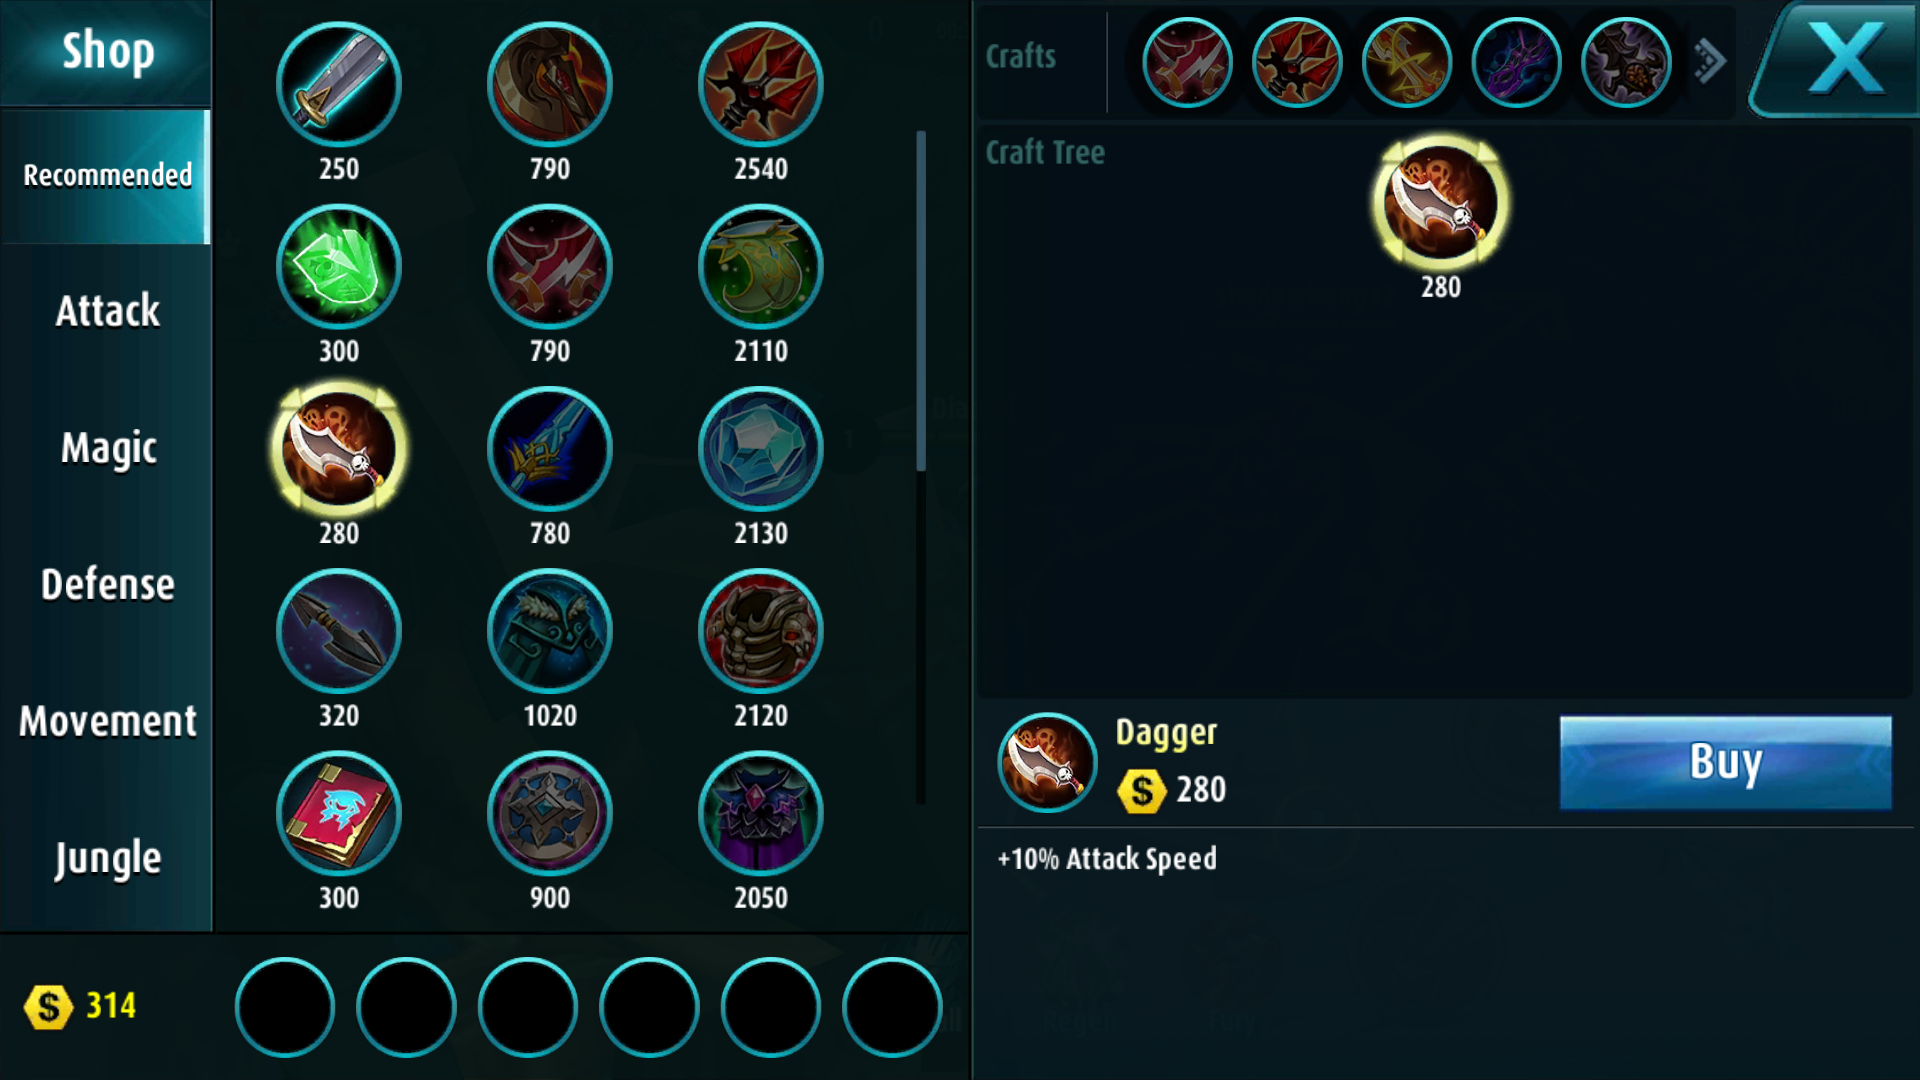 Shop
Recommended
Attack
Magic
Defense
Movement
Jungle
250 790 2540
300 790 2110
280 780 2130
320 1020 2120
300 900 2050
$ 314
Crafts
X
Craft Tree
280
Dagger
$ 280
Buy
+10% Attack Speed